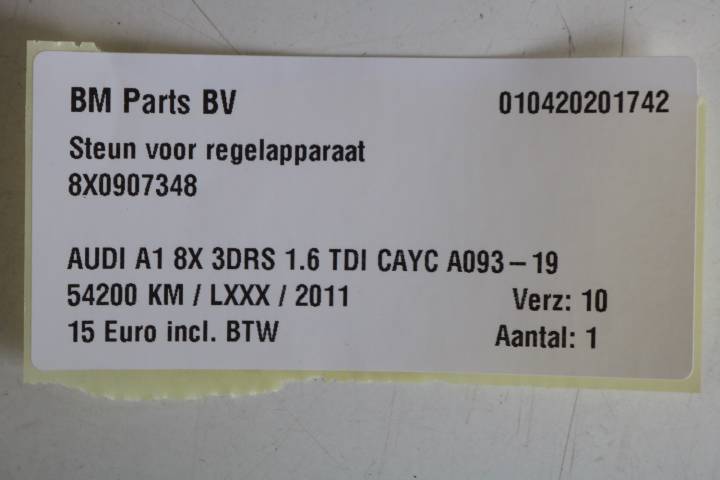 BM Parts BV 010420201742
Steun voor regelapparaat
8X0907348
AUDI A1 8X 3DRS 1.6 TDI CAYC A093-19
54200 KM / LXXX / 2011 Verz: 10
15 Euro incl. BTW Aantal: 1